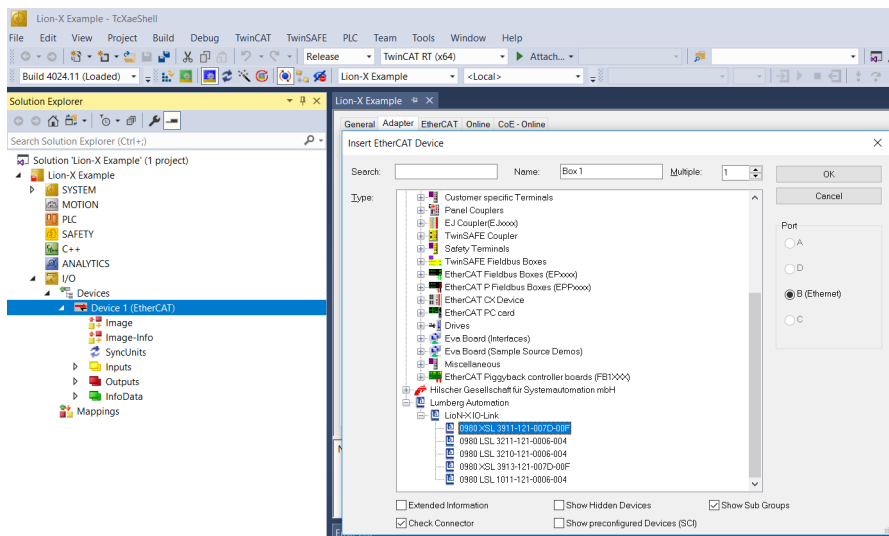 Lion-X Example - TcXaeShell
File Edit View Project Build Debug TwinCAT TwinSAFE PLC Team Tools Window Help
Release TwinCAT RT (x64) Attach...
Build 4024.11 (Loaded) Lion-X Example <Local>
Solution Explorer
Search Solution Explorer (Ctrl+;)
Solution 'Lion-X Example' (1 project)
Lion-X Example
SYSTEM
MOTION
PLC
SAFETY
C++
ANALYTICS
I/O
Devices
Device 1 (EtherCAT)
Image
Image-Info
SyncUnits
Inputs
Outputs
InfoData
Mappings
Lion-X Example
General Adapter EtherCAT Online CoE - Online
Insert EtherCAT Device
Search: Name: Box 1 Multiple: 1 OK
Type: Cancel
Customer specific Terminals
Panel Couplers
EJ Coupler(EJxxxx)
TwinSAFE Coupler
Safety Terminals
TwinSAFE Fieldbus Boxes
EtherCAT Fieldbus Boxes (EPxxxx)
EtherCAT P Fieldbus Boxes (EPPxxxx)
EtherCAT CX Device
EtherCAT PC card
Drives
Eva Board (Interfaces)
Eva Board (Sample Source Demos)
Miscellaneous
EtherCAT Piggyback controller boards (FB1XXX)
Hilscher Gesellschaft für Systemautomation mbH
Lumberg Automation
LioN-X IO-Link
0980 XSL 3911-121-007D-00F
0980 LSL 3211-121-0006-004
0980 LSL 3210-121-0006-004
0980 XSL 3913-121-007D-00F
0980 LSL 1011-121-0006-004
Port
A
D
B (Ethernet)
C
Extended Information Show Hidden Devices Show Sub Groups
Check Connector Show preconfigured Devices (SCI)